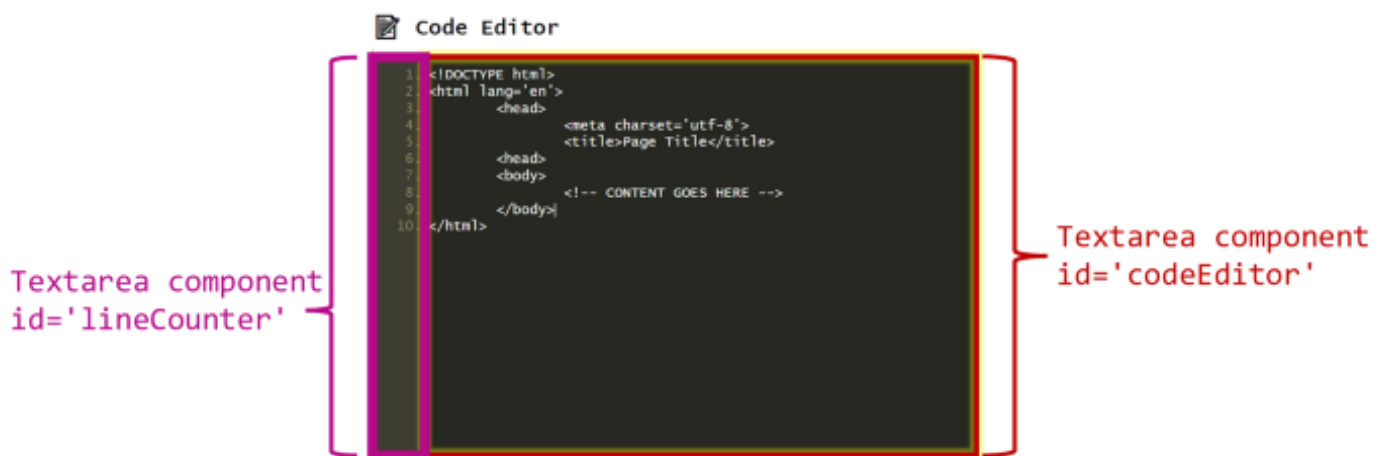 Code Editor
1. <!DOCTYPE html>
2. <html lang='en'>
3. <head>
4. <meta charset='utf-8'>
5. <title>Page Title</title>
6. <head>
7. <body>
8. <!-- CONTENT GOES HERE -->
9. </body>
10. </html>
Textarea component
id='lineCounter'
Textarea component
id='codeEditor'